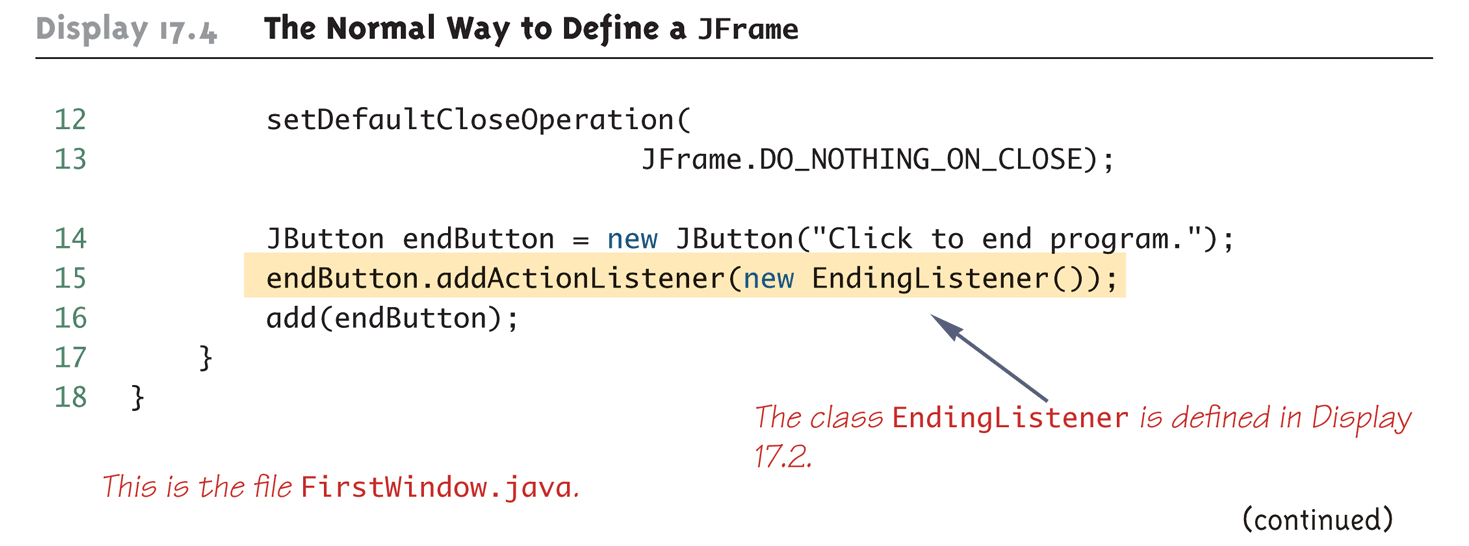 Display 17.4 The Normal Way to Define a JFrame
12 setDefaultCloseOperation(
13 JFrame.DO_NOTHING_ON_CLOSE);
14 JButton endButton = new JButton("Click to end program.");
15 endButton.addActionListener(new EndingListener());
16 add(endButton);
17 }
18 }
The class EndingListener is defined in Display
17.2.
This is the file FirstWindow.java.
(continued)